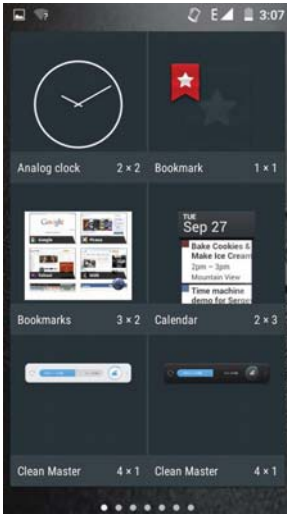 E 3:07
Analog clock 2 × 2
Bookmark 1 × 1
Google
Google
TUE
Sep 27
Bake Cookies &
Make Ice Cream
2pm – 3pm
Mountain View
Time machine
demo for Sergey
Bookmarks 3 × 2
Calendar 2 × 3
Clean Master 4 × 1
Clean Master 4 × 1